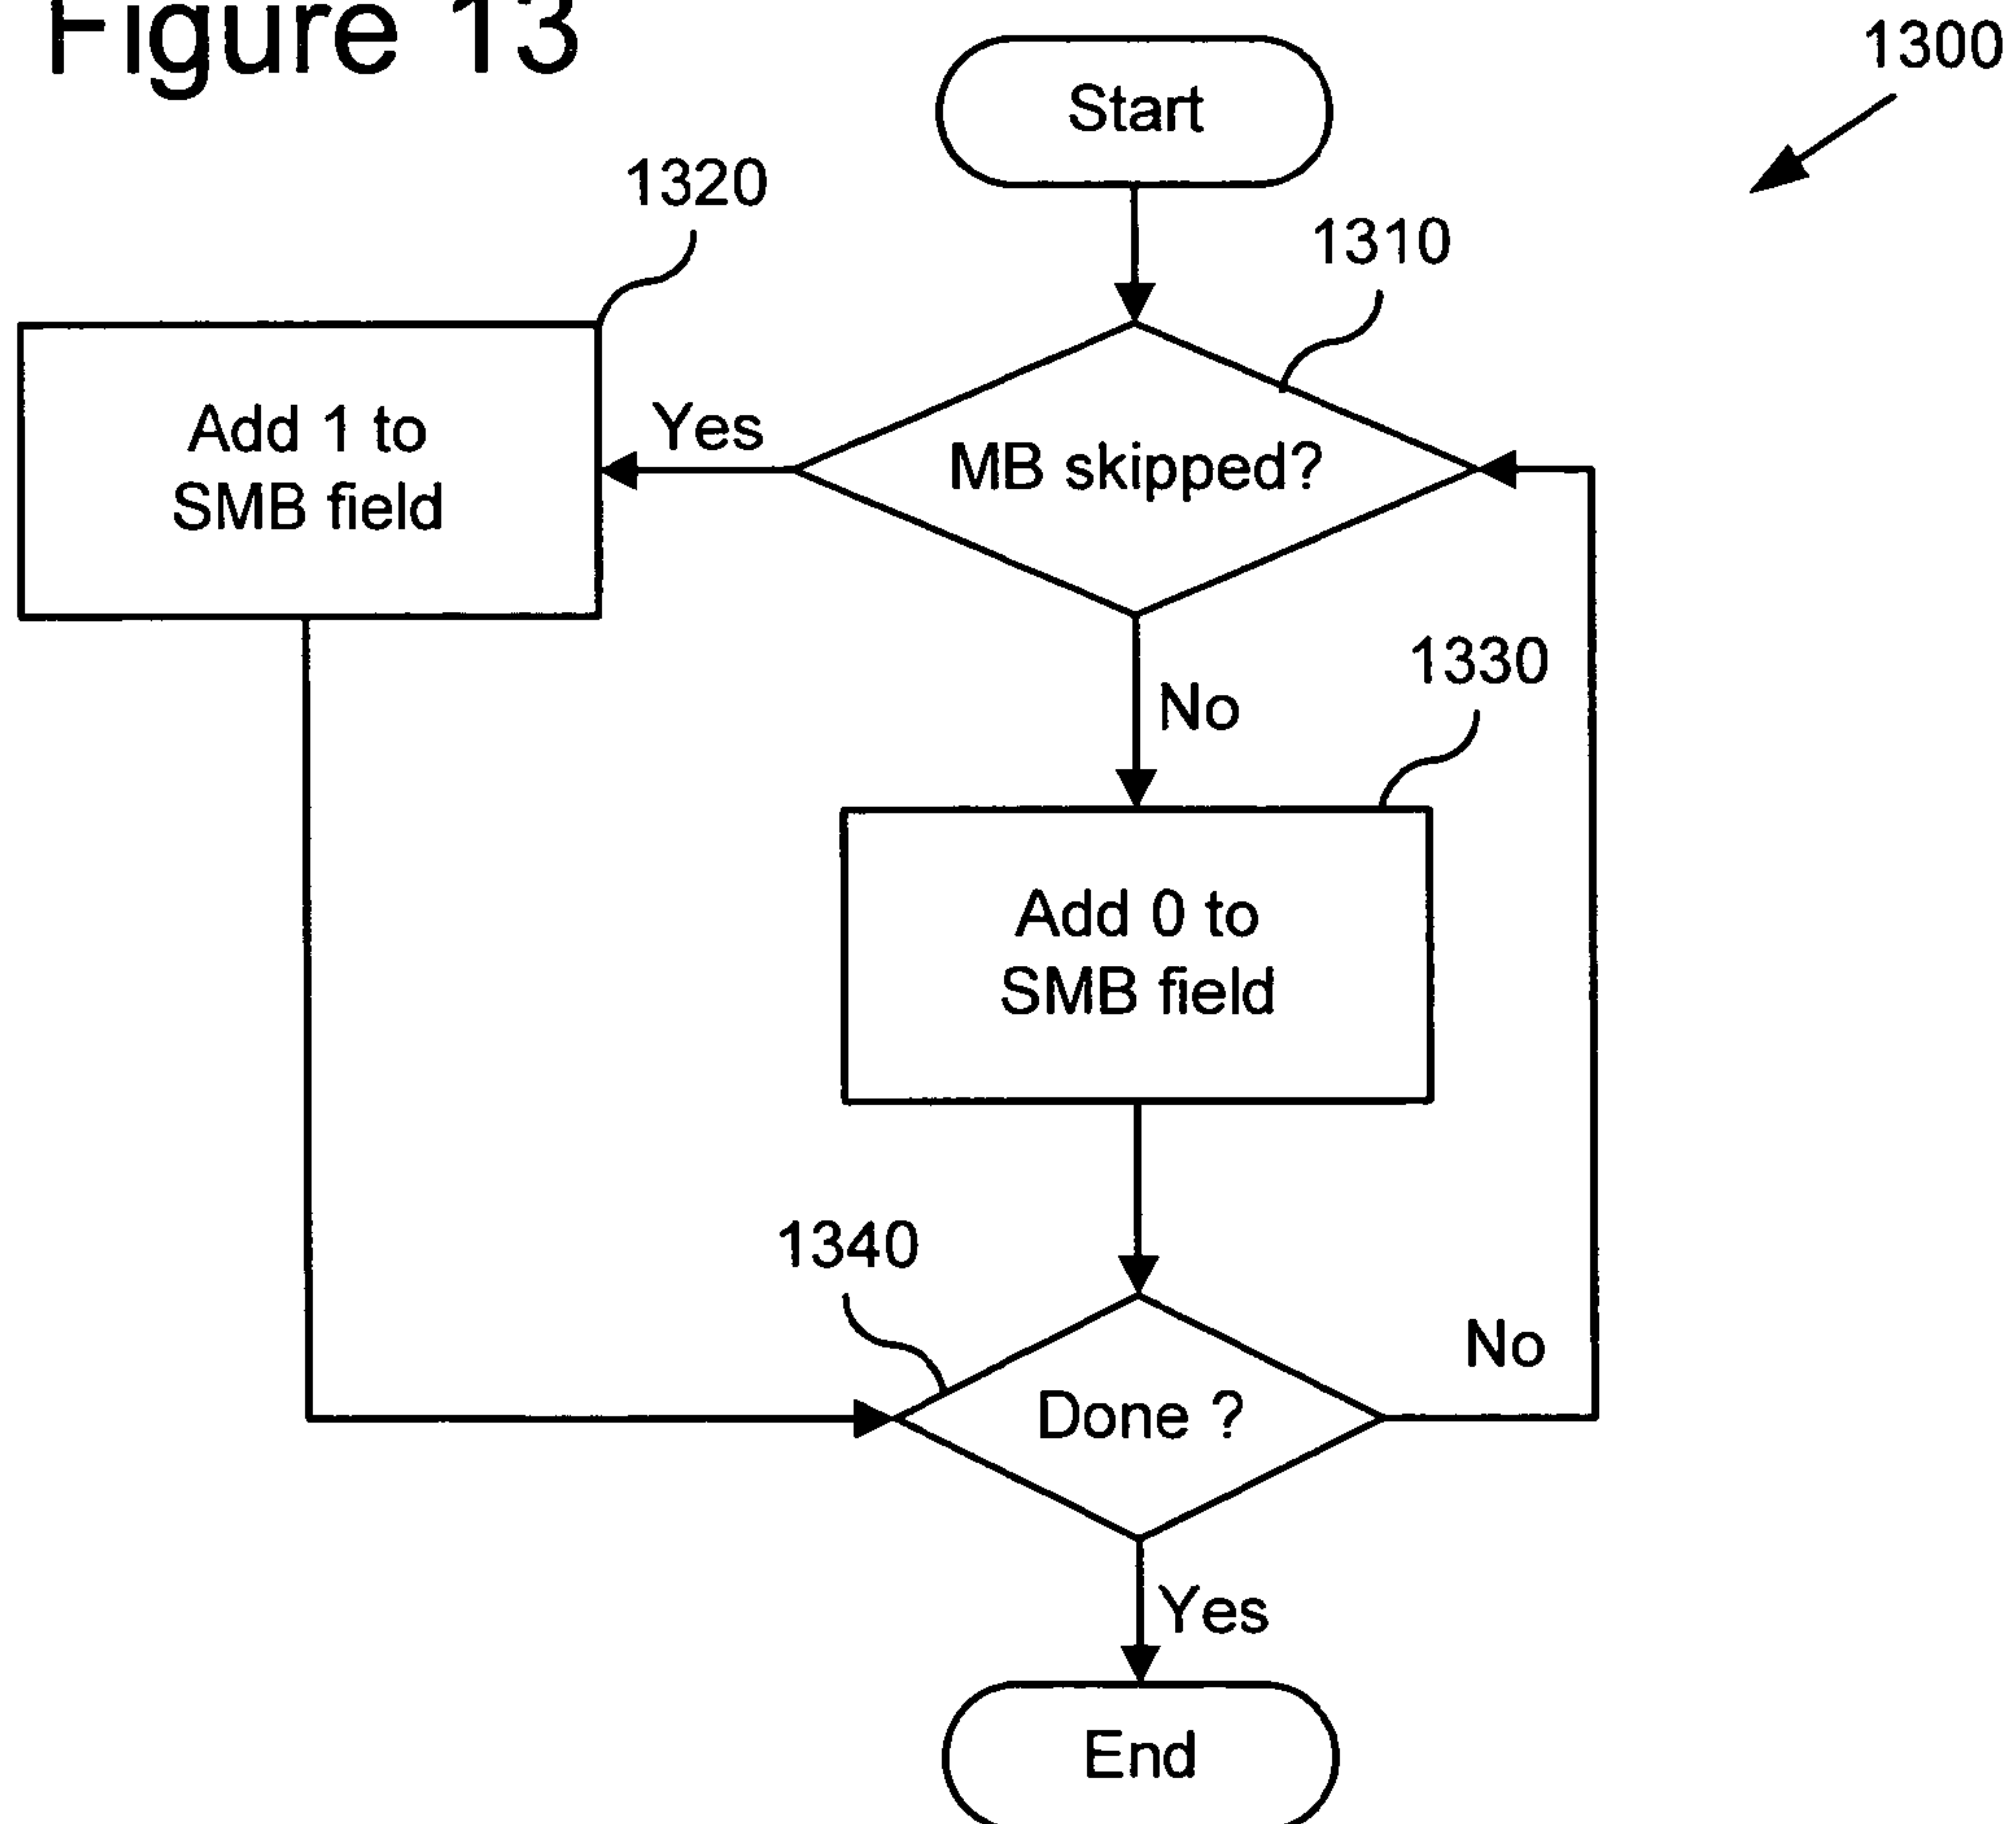 Figure 13
1300
Start
1320
1310
Add 1 to
SMB field
Yes
MB skipped?
No
1330
Add 0 to
SMB field
1340
No
Done ?
Yes
End